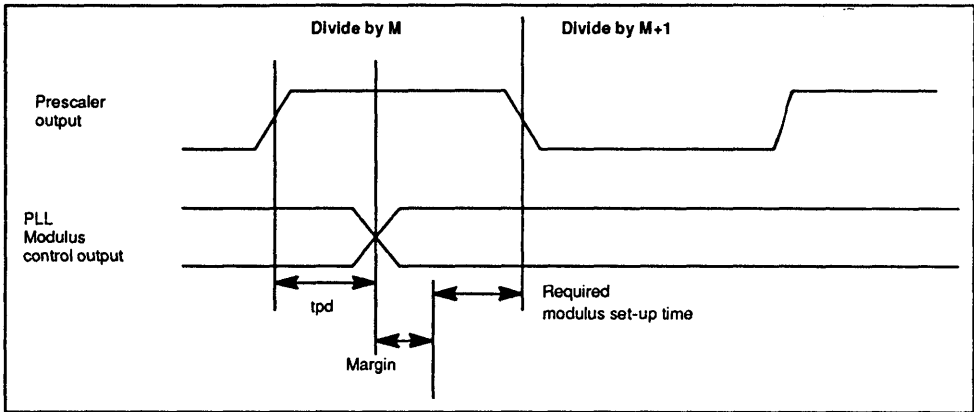 Divide by M
Divide by M+1
Prescaler
output
PLL
Modulus
control output
tpd
Required
modulus set-up time
Margin